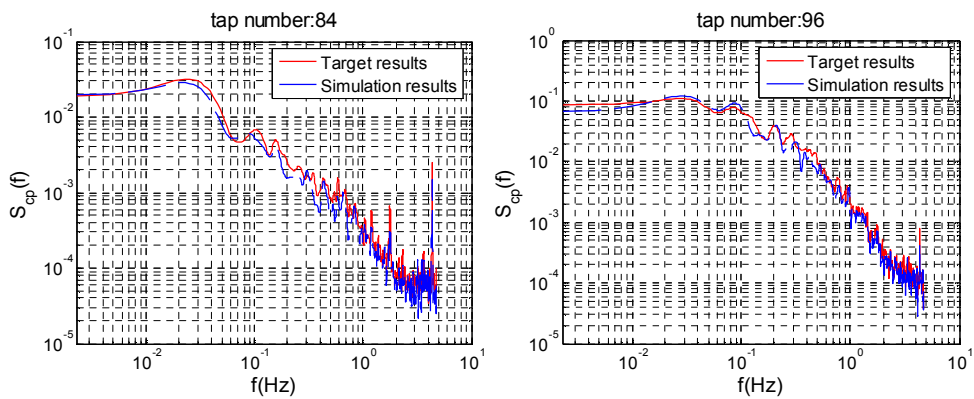 tap number:84
10^-1
10^-2
10^-3
10^-4
10^-5
S_cp(f)
Target results
Simulation results
10^-2
10^-1
10^0
10^1
f(Hz)
tap number:96
10^0
10^-1
10^-2
10^-3
10^-4
10^-5
S_cp(f)
Target results
Simulation results
10^-2
10^-1
10^0
10^1
f(Hz)